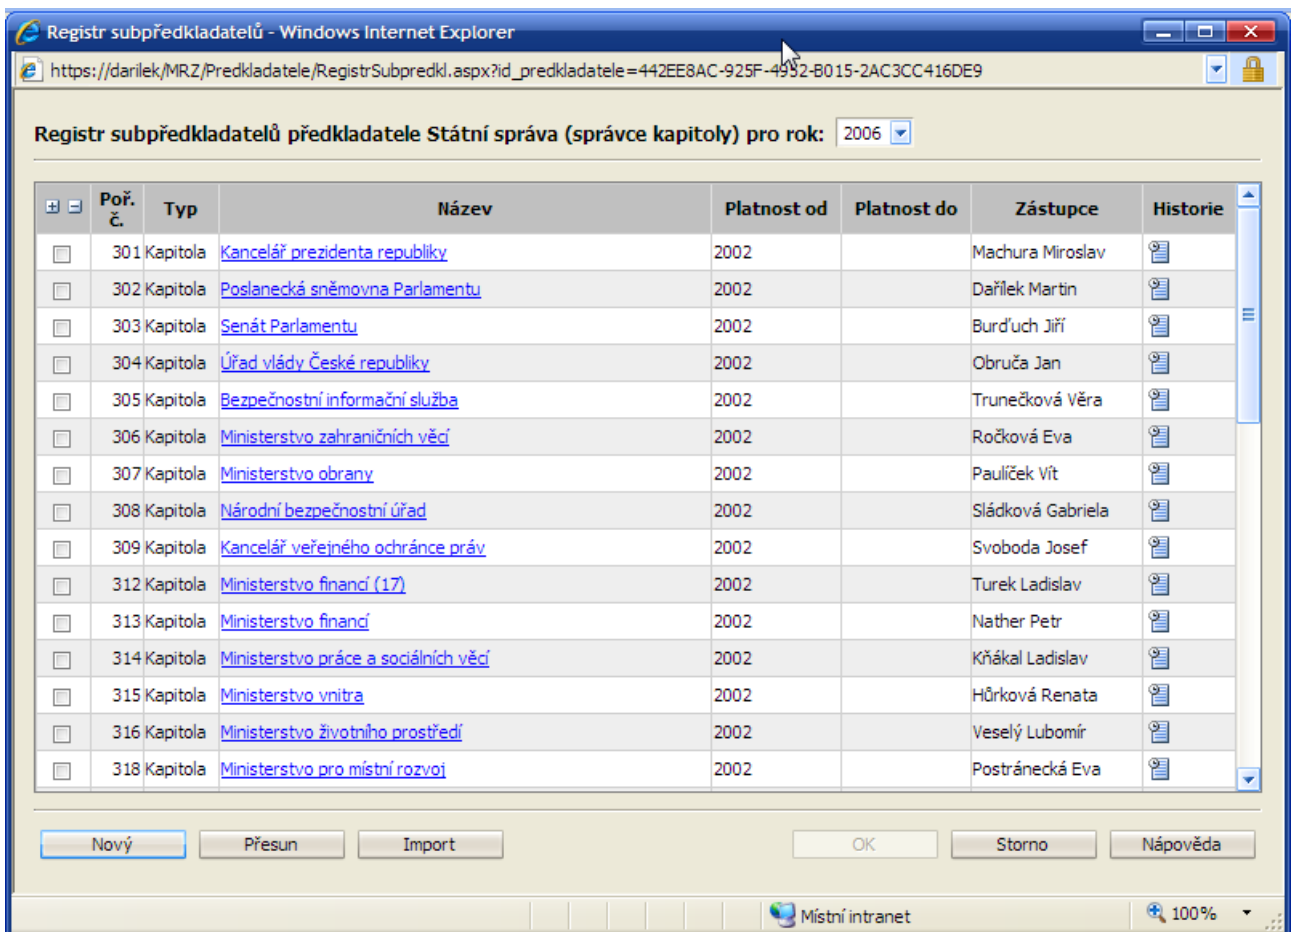 Registr subpředkladatelů - Windows Internet Explorer
https://darilek/MRZ/Predkladatele/RegistrSubpredkl.aspx?id_predkladatele=442EE8AC-925F-4932-B015-2AC3CC416DE9
Registr subpředkladatelů předkladatele Státní správa (správce kapitoly) pro rok: 2006
Poř. č. Typ Název Platnost od Platnost do Zástupce Historie
301 Kapitola Kancelář prezidenta republiky 2002 Machura Miroslav
302 Kapitola Poslanecká sněmovna Parlamentu 2002 Dařílek Martin
303 Kapitola Senát Parlamentu 2002 Burďuch Jiří
304 Kapitola Úřad vlády České republiky 2002 Obruča Jan
305 Kapitola Bezpečnostní informační služba 2002 Trunečková Věra
306 Kapitola Ministerstvo zahraničních věcí 2002 Ročková Eva
307 Kapitola Ministerstvo obrany 2002 Paulíček Vít
308 Kapitola Národní bezpečnostní úřad 2002 Sládková Gabriela
309 Kapitola Kancelář veřejného ochránce práv 2002 Svoboda Josef
312 Kapitola Ministerstvo financí (17) 2002 Turek Ladislav
313 Kapitola Ministerstvo financí 2002 Nather Petr
314 Kapitola Ministerstvo práce a sociálních věcí 2002 Kňákal Ladislav
315 Kapitola Ministerstvo vnitra 2002 Hůrková Renata
316 Kapitola Ministerstvo životního prostředí 2002 Veselý Lubomír
318 Kapitola Ministerstvo pro místní rozvoj 2002 Postránecká Eva
Nový Přesun Import OK Storno Nápověda
Místní intranet 100%